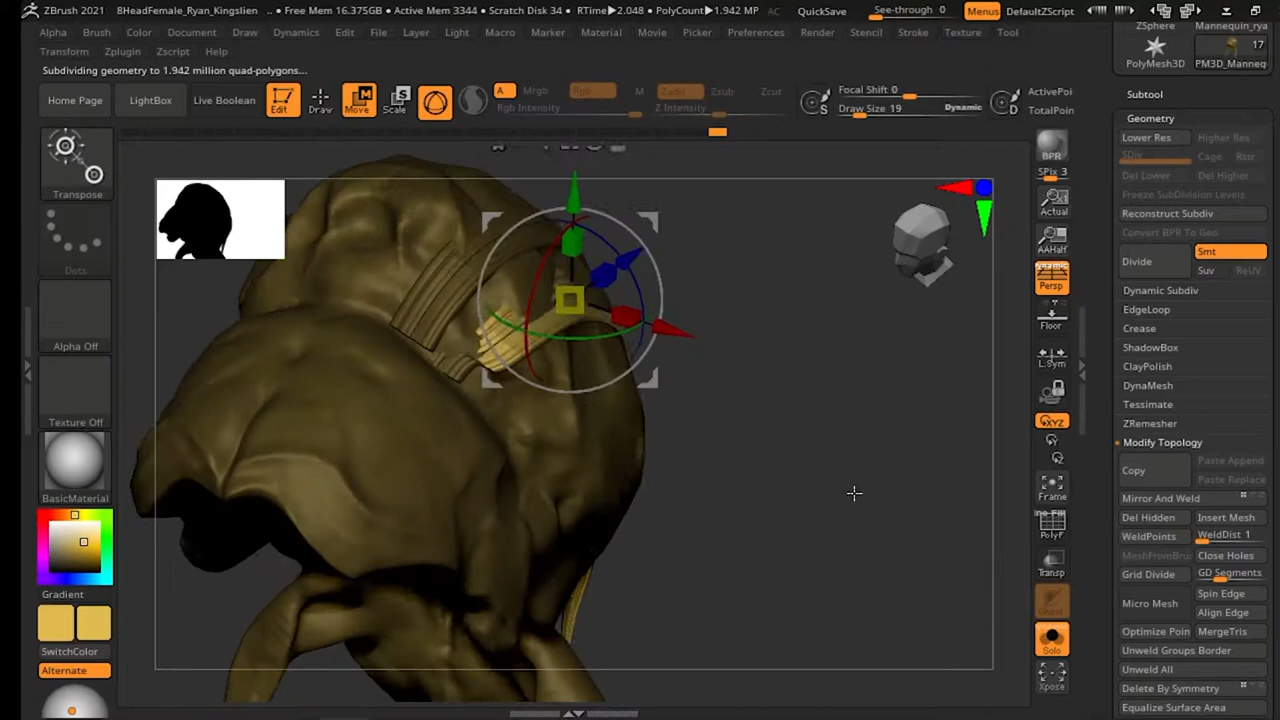 ZBrush 2021 8HeadFemale_Ryan_Kingslien .. • Free Mem 16.375GB • Active Mem 3344 • Scratch Disk 34 • RTime▶2.048 • PolyCount▶1.942 MP AC QuickSave See-through 0 Menus DefaultZScript
Alpha Brush Color Document Draw Dynamics Edit File Layer Light Macro Marker Material Movie Picker Preferences Render Stencil Stroke Texture Tool
Transform Zplugin Zscript Help
Subdividing geometry to 1.942 million quad-polygons...
Home Page LightBox Live Boolean Edit Draw Move Scale
A Mrgb Rgb M Zadd Zsub Zcut
Rgb Intensity Z Intensity
Focal Shift 0
Draw Size 19 Dynamic
S D
ActivePoi
TotalPoin
Transpose
Dots
Alpha Off
Texture Off
BasicMaterial
Gradient
SwitchColor
Alternate
BPR
SPix 3
Actual
AAHalf
Dynamic
Persp
Floor
L.Sym
XYZ
Frame
PolyF
Transp
Ghost
Solo
Xpose
ZSphere Mannequin_rya
17
PolyMesh3D PM3D_Manneq
Subtool
Geometry
Lower Res Higher Res
SDiv Cage Rstr
Del Lower Del Higher
Freeze SubDivision Levels
Reconstruct Subdiv
Convert BPR To Geo
Divide Smt
Suv ReUV
Dynamic Subdiv
EdgeLoop
Crease
ShadowBox
ClayPolish
DynaMesh
Tessimate
ZRemesher
Modify Topology
Copy Paste Append
Paste Replace
Mirror And Weld
Del Hidden Insert Mesh
WeldPoints WeldDist 1
MeshFromBru Close Holes
Grid Divide GD Segments
Micro Mesh Spin Edge
Align Edge
Optimize Poin MergeTris
Unweld Groups Border
Unweld All
Delete By Symmetry
Equalize Surface Area